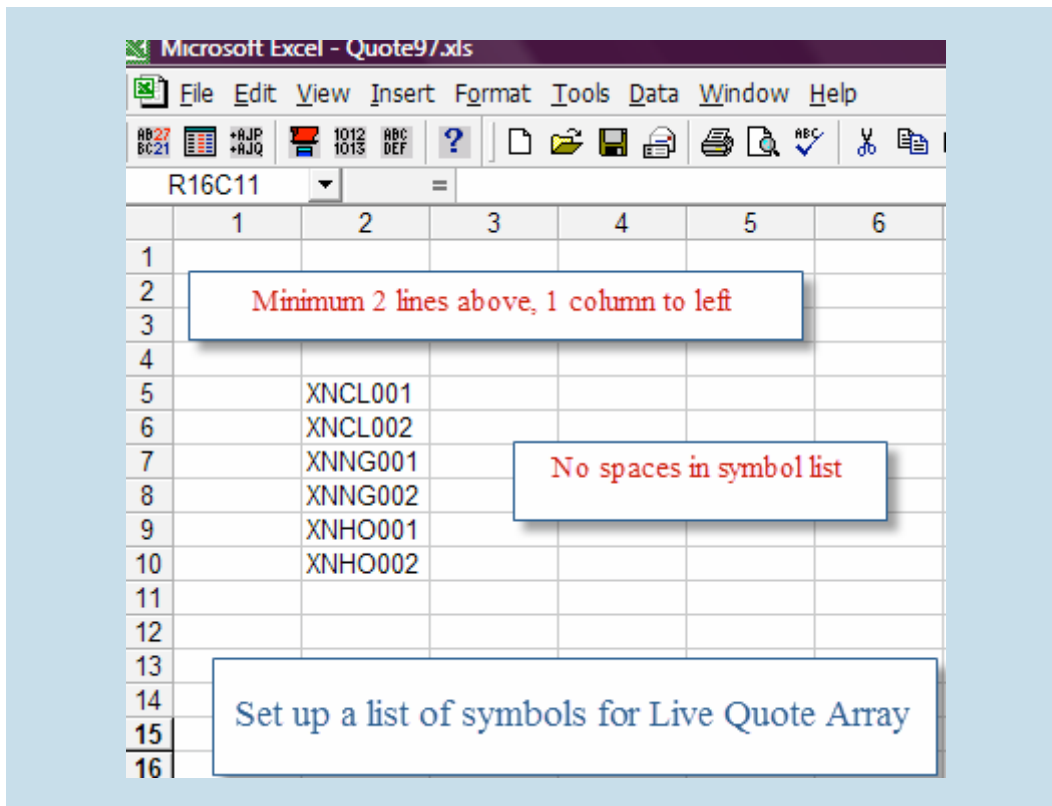 Microsoft Excel - Quote97.xls
File Edit View Insert Format Tools Data Window Help
AB27 BC21 +AJP +AJQ 1012 1013 ABC DEF ? ABC
R16C11 =
1 2 3 4 5 6
1
2
Minimum 2 lines above, 1 column to left
3
4
5 XNCL001
6 XNCL002
7 XNNG001
No spaces in symbol list
8 XNNG002
9 XNHO001
10 XNHO002
11
12
13
14
Set up a list of symbols for Live Quote Array
15
16